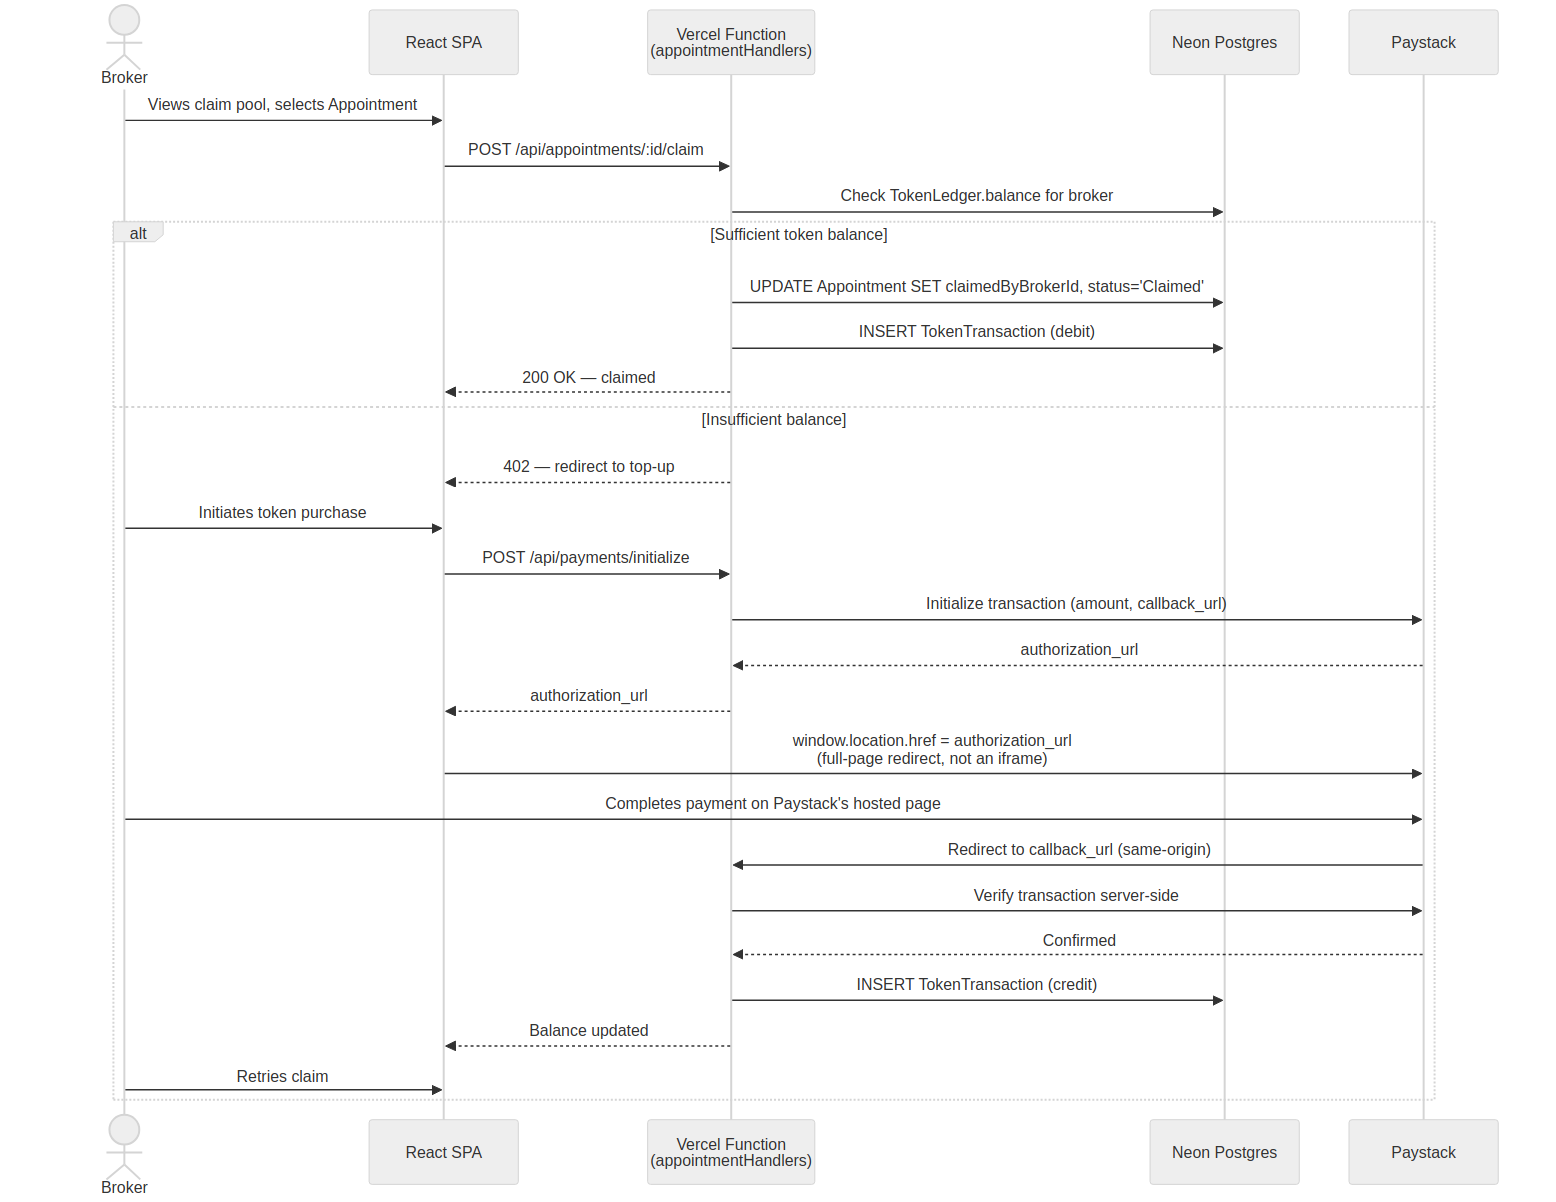 Broker
React SPA
Vercel Function
(appointmentHandlers)
Neon Postgres
Paystack
Views claim pool, selects Appointment
POST /api/appointments/:id/claim
Check TokenLedger.balance for broker
alt
[Sufficient token balance]
UPDATE Appointment SET claimedByBrokerId, status='Claimed'
INSERT TokenTransaction (debit)
200 OK — claimed
[Insufficient balance]
402 — redirect to top-up
Initiates token purchase
POST /api/payments/initialize
Initialize transaction (amount, callback_url)
authorization_url
authorization_url
window.location.href = authorization_url
(full-page redirect, not an iframe)
Completes payment on Paystack's hosted page
Redirect to callback_url (same-origin)
Verify transaction server-side
Confirmed
INSERT TokenTransaction (credit)
Balance updated
Retries claim
Broker
React SPA
Vercel Function
(appointmentHandlers)
Neon Postgres
Paystack